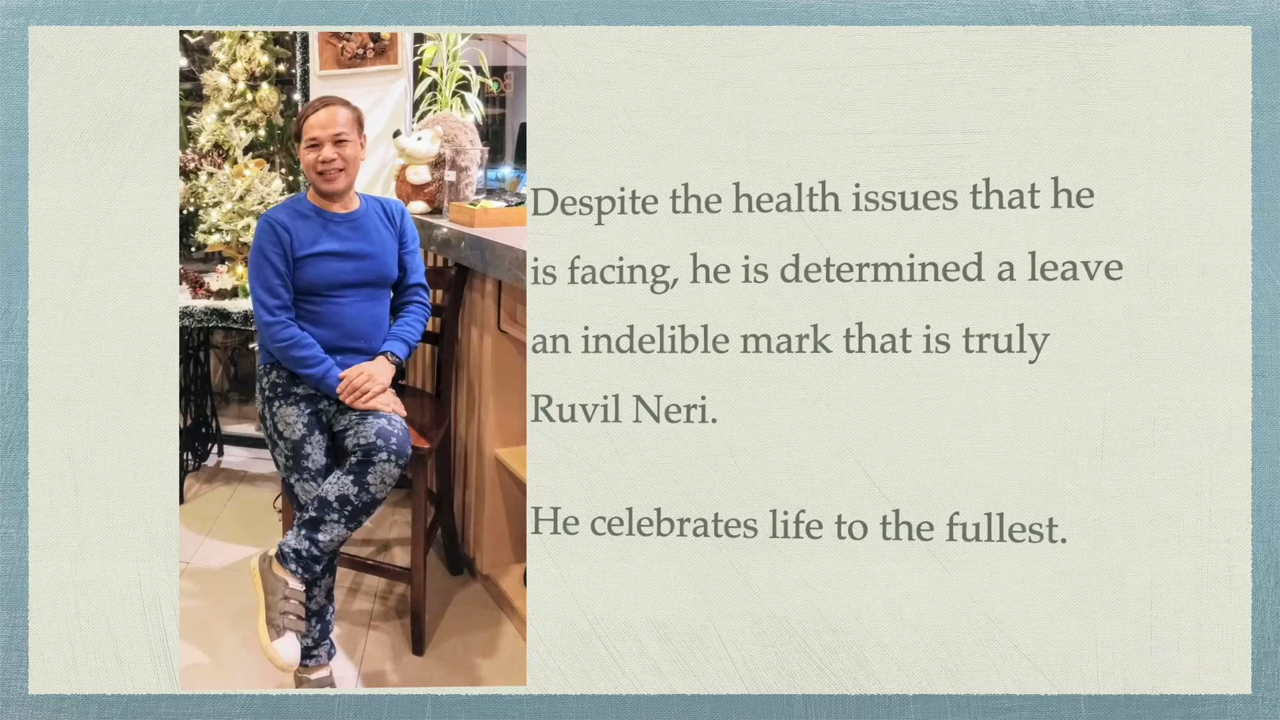 Despite the health issues that he
is facing, he is determined a leave
an indelible mark that is truly
Ruvil Neri.
He celebrates life to the fullest.